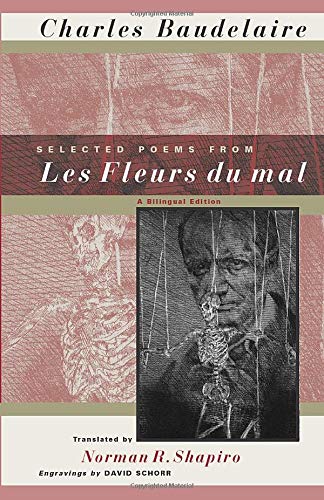 Charles Baudelaire
SELECTED POEMS FROM
Les Fleurs du mal
A Bilingual Edition
Translated by
Norman R. Shapiro
Engravings by DAVID SCHORR